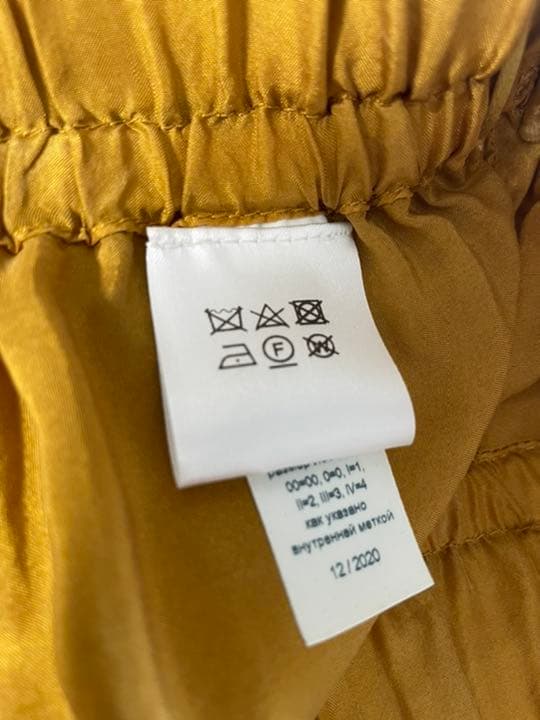 F W
размер
00=00, 0=0, I=1,
II=2, III=3, IV=4
как указано
внутренней меткой
12/2020